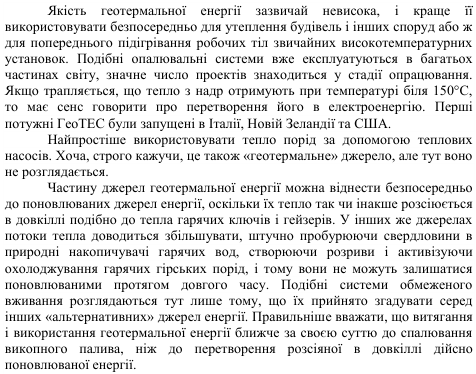 Якість геотермальної енергії зазвичай невисока, і краще її
використовувати безпосередньо для утеплення будівель і інших споруд або ж
для попереднього підігрівання робочих тіл звичайних високотемпературних
установок. Подібні опалювальні системи вже експлуатуються в багатьох
частинах світу, значне число проектів знаходиться у стадії опрацювання.
Якщо трапляється, що тепло з надр отримують при температурі біля 150°С,
то має сенс говорити про перетворення його в електроенергію. Перші
потужні ГеоТЕС були запущені в Італії, Новій Зеландії та США.
Найпростіше використовувати тепло порід за допомогою теплових
насосів. Хоча, строго кажучи, це також «геотермальне» джерело, але тут воно
не розглядається.
Частину джерел геотермальної енергії можна віднести безпосередньо
до поновлюваних джерел енергії, оскільки їх тепло так чи інакше розсіюється
в довкіллі подібно до тепла гарячих ключів і гейзерів. У інших же джерелах
потоки тепла доводиться збільшувати, штучно пробурюючи свердловини в
природні накопичувачі гарячих вод, створюючи розриви і активізуючи
охолоджування гарячих гірських порід, і тому вони не можуть залишатися
поновлюваними протягом довгого часу. Подібні системи обмеженого
вживання розглядаються тут лише тому, що їх прийнято згадувати серед
інших «альтернативних» джерел енергії. Правильніше вважати, що витягання
і використання геотермальної енергії ближче за своєю суттю до спалювання
викопного палива, ніж до перетворення розсіяної в довкіллі дійсно
поновлюваної енергії.